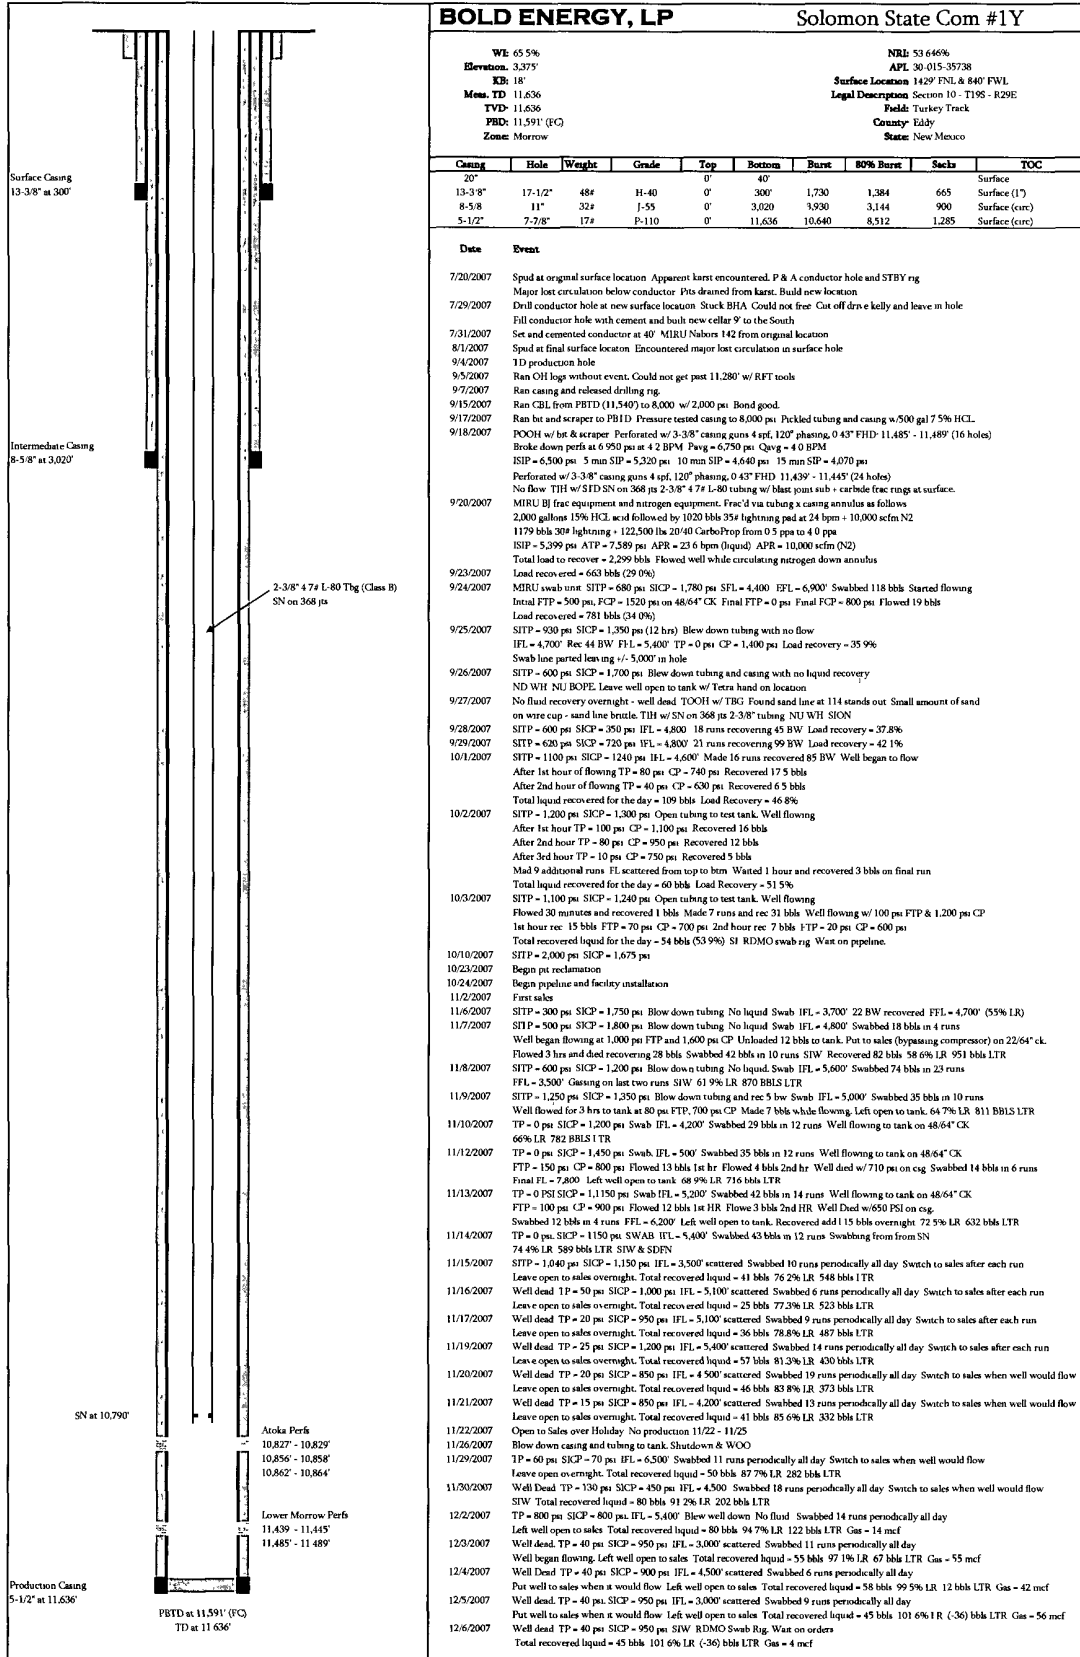 BOLD ENERGY, LP
Solomon State Com #1Y
WI: 65 5%
Elevation. 3,375'
KB: 18'
Meas. TD 11,636
TVD· 11,636
PBD: 11,591' (FC)
Zone: Morrow
NRI: 53 646%
API. 30-015-35738
Surface Location 1429' FNL & 840' FWL
Legal Description Section 10 - T19S - R29E
Field: Turkey Track
County· Eddy
State: New Mexico
Casing Hole Weight Grade Top Bottom Burst 80% Burst Sacks TOC
20" 0' 40' Surface
13-3 '8" 17-1/2" 48# H-40 0' 300' 1,730 1,384 665 Surface (1")
8-5/8 11" 32# J-55 0' 3,020 3,930 3,144 900 Surface (circ)
5-1/2" 7-7/8" 17# P-110 0' 11,636 10,640 8,512 1,285 Surface (circ)
Date Event
7/20/2007 Spud at original surface location Apparent karst encountered. P & A conductor hole and STBY rig
Major lost circulation below conductor Pits drained from karst. Build new location
7/29/2007 Drill conductor hole at new surface location Stuck BHA Could not free Cut off drive kelly and leave in hole
Fill conductor hole with cement and built new cellar 9' to the South
7/31/2007 Set and cemented conductor at 40' MIRU Nabors 142 from original location
8/1/2007 Spud at final surface locaton Encountered major lost circulation in surface hole
9/4/2007 TD production hole
9/5/2007 Ran OH logs without event. Could not get past 11,280' w/ RFT tools
9/7/2007 Ran casing and released drilling rig.
9/15/2007 Ran CBL from PBTD (11,540') to 8,000 w/ 2,000 psi Bond good.
9/17/2007 Ran bit and scraper to PBTD Pressure tested casing to 8,000 psi Pickled tubing and casing w/500 gal 7 5% HCL.
9/18/2007 POOH w/ bit & scraper Perforated w/ 3-3/8" casing guns 4 spf, 120° phasing, 0 43" FHD· 11,485' - 11,489' (16 holes)
Broke down perfs at 6 950 psi at 4 2 BPM Pavg = 6,750 psi Qavg = 4 0 BPM
ISIP = 6,500 psi 5 min SIP = 5,320 psi 10 min SIP = 4,640 psi 15 min SIP = 4,070 psi
Perforated w/ 3-3/8" casing guns 4 spf, 120° phasing, 0 43" FHD 11,439' - 11,445' (24 holes)
No flow TIH w/ STD SN on 368 jts 2-3/8" 4 7# L-80 tubing w/ blast joint sub + carbide frac rings at surface.
9/20/2007 MIRU BJ frac equipment and nitrogen equipment. Frac'd via tubing x casing annulus as follows
2,000 gallons 15% HCL acid followed by 1020 bbls 35# lightning pad at 24 bpm + 10,000 scfm N2
1179 bbls 30# lightning + 122,500 lbs 20/40 CarboProp from 0 5 ppa to 4 0 ppa
ISIP = 5,399 psi ATP = 7,589 psi APR = 23 6 bpm (liquid) APR = 10,000 scfm (N2)
Total load to recover = 2,299 bbls Flowed well while circulating nitrogen down annulus
9/23/2007 Load recovered = 663 bbls (29 0%)
9/24/2007 MIRU swab unit SITP = 680 psi SICP = 1,780 psi SFL = 4,400 EFL = 6,900' Swabbed 118 bbls Started flowing
Intial FTP = 500 psi, FCP = 1520 psi on 48/64" CK Final FTP = 0 psi Final FCP = 800 psi Flowed 19 bbls
Load recovered = 781 bbls (34 0%)
9/25/2007 SITP = 930 psi SICP = 1,350 psi (12 hrs) Blew down tubing with no flow
IFL = 4,700' Rec 44 BW FFL = 5,400' TP = 0 psi CP = 1,400 psi Load recovery = 35 9%
Swab line parted leaving +/- 5,000' in hole
9/26/2007 SITP = 600 psi SICP = 1,700 psi Blew down tubing and casing with no liquid recovery
ND WH NU BOPE. Leave well open to tank w/ Tetra hand on location
9/27/2007 No fluid recovery overnight - well dead TOOH w/ TBG Found sand line at 114 stands out Small amount of sand
on wire cup - sand line brittle. TIH w/ SN on 368 jts 2-3/8" tubing NU WH SION
9/28/2007 SITP = 600 psi SICP = 350 psi IFL = 4,800 18 runs recovering 45 BW Load recovery = 37.8%
9/29/2007 SITP = 620 psi SICP = 720 psi IFL = 4,800' 21 runs recovering 99 BW Load recovery = 42 1%
10/1/2007 SITP = 1100 psi SICP = 1240 psi IFL = 4,600' Made 16 runs recovered 85 BW Well began to flow
After 1st hour of flowing TP = 80 psi CP = 740 psi Recovered 17 5 bbls
After 2nd hour of flowing TP = 40 psi CP = 630 psi Recovered 6 5 bbls
Total liquid recovered for the day = 109 bbls Load Recovery = 46 8%
10/2/2007 SITP = 1,200 psi SICP = 1,300 psi Open tubing to test tank. Well flowing
After 1st hour TP = 100 psi CP = 1,100 psi Recovered 16 bbls
After 2nd hour TP = 80 psi CP = 950 psi Recovered 12 bbls
After 3rd hour TP = 10 psi CP = 750 psi Recovered 5 bbls
Mad 9 additional runs FL scattered from top to btm Waited 1 hour and recovered 3 bbls on final run
Total liquid recovered for the day = 60 bbls Load Recovery = 51 5%
10/3/2007 SITP = 1,100 psi SICP = 1,240 psi Open tubing to test tank. Well flowing
Flowed 30 minutes and recovered 1 bbls Made 7 runs and rec 31 bbls Well flowing w/ 100 psi FTP & 1,200 psi CP
1st hour rec 15 bbls FTP = 70 psi CP = 700 psi 2nd hour rec 7 bbls FTP = 20 psi CP = 600 psi
Total recovered liquid for the day = 54 bbls (53 9%) SI RDMO swab rig Wait on pipeline.
10/10/2007 SITP = 2,000 psi SICP = 1,675 psi
10/23/2007 Begin pit reclamation
10/24/2007 Begin pipeline and facility installation
11/2/2007 First sales
11/6/2007 SITP = 300 psi SICP = 1,750 psi Blow down tubing No liquid Swab IFL = 3,700' 22 BW recovered FFL = 4,700' (55% LR)
11/7/2007 SITP = 500 psi SICP = 1,800 psi Blow down tubing No liquid Swab IFL = 4,800' Swabbed 18 bbls in 4 runs
Well began flowing at 1,000 psi FTP and 1,600 psi CP Unloaded 12 bbls to tank. Put to sales (bypassing compressor) on 22/64" ck.
Flowed 3 hrs and died recovering 28 bbls Swabbed 42 bbls in 10 runs SIW Recovered 82 bbls 58 6% LR 951 bbls LTR
11/8/2007 SITP = 600 psi SICP = 1,200 psi Blow down tubing No liquid. Swab IFL = 5,600' Swabbed 74 bbls in 23 runs
FFL = 3,500' Gassing on last two runs SIW 61 9% LR 870 BBLS LTR
11/9/2007 SITP = 1,250 psi SICP = 1,350 psi Blow down tubing and rec 5 bw Swab IFL = 5,000' Swabbed 35 bbls in 10 runs
Well flowed for 3 hrs to tank at 80 psi FTP, 700 psi CP Made 7 bbls while flowing. Left open to tank. 64 7% LR 811 BBLS LTR
11/10/2007 TP = 0 psi SICP = 1,200 psi Swab IFL = 4,200' Swabbed 29 bbls in 12 runs Well flowing to tank on 48/64" CK
66% LR 782 BBLS LTR
11/12/2007 TP = 0 psi SICP = 1,450 psi Swab. IFL = 500' Swabbed 35 bbls in 12 runs Well flowing to tank on 48/64" CK
FTP = 150 psi CP = 800 psi Flowed 13 bbls 1st hr Flowed 4 bbls 2nd hr Well died w/ 710 psi on csg Swabbed 14 bbls in 6 runs
Final FL = 7,800 Left well open to tank 68 9% LR 716 bbls LTR
11/13/2007 TP = 0 PSI SICP = 1,1150 psi Swab IFL = 5,200' Swabbed 42 bbls in 14 runs Well flowing to tank on 48/64" CK
FTP = 100 psi CP = 900 psi Flowed 12 bbls 1st HR Flowe 3 bbls 2nd HR Well Died w/650 PSI on csg.
Swabbed 12 bbls in 4 runs FFL = 6,200' Left well open to tank. Recovered add'l 15 bbls overnight 72 5% LR 632 bbls LTR
11/14/2007 TP = 0 psi. SICP = 1150 psi SWAB IFL = 5,400' Swabbed 43 bbls in 12 runs Swabbing from from SN
74 4% LR 589 bbls LTR SIW & SDFN
11/15/2007 SITP = 1,040 psi SICP = 1,150 psi IFL = 3,500' scattered Swabbed 10 runs periodically all day Switch to sales after each run
Leave open to sales overnight. Total recovered liquid = 41 bbls 76 2% LR 548 bbls LTR
11/16/2007 Well dead TP = 50 psi SICP = 1,000 psi IFL = 5,100' scattered Swabbed 6 runs periodically all day Switch to sales after each run
Leave open to sales overnight. Total recovered liquid = 25 bbls 77.3% LR 523 bbls LTR
11/17/2007 Well dead TP = 20 psi SICP = 950 psi IFL = 5,100' scattered Swabbed 9 runs periodically all day Switch to sales after each run
Leave open to sales overnight. Total recovered liquid = 36 bbls 78.8% LR 487 bbls LTR
11/19/2007 Well dead TP = 25 psi SICP = 1,200 psi IFL = 5,400' scattered Swabbed 14 runs periodically all day Switch to sales after each run
Leave open to sales overnight. Total recovered liquid = 57 bbls 81.3% LR 430 bbls LTR
11/20/2007 Well dead TP = 20 psi SICP = 850 psi IFL = 4 500' scattered Swabbed 19 runs periodically all day Switch to sales when well would flow
Leave open to sales overnight. Total recovered liquid = 46 bbls 83 8% LR 373 bbls LTR
11/21/2007 Well dead TP = 15 psi SICP = 850 psi IFL = 4,200' scattered Swabbed 13 runs periodically all day Switch to sales when well would flow
Leave open to sales overnight. Total recovered liquid = 41 bbls 85 6% LR 332 bbls LTR
11/22/2007 Open to Sales over Holiday No production 11/22 - 11/25
11/26/2007 Blow down casing and tubing to tank. Shutdown & WOO
11/29/2007 TP = 60 psi SICP = 70 psi IFL = 6,500' Swabbed 11 runs periodically all day Switch to sales when well would flow
Leave open overnight. Total recovered liquid = 50 bbls 87 7% LR 282 bbls LTR
11/30/2007 Well Dead TP = 130 psi SICP = 450 psi IFL = 4,500 Swabbed 18 runs periodically all day Switch to sales when well would flow
SIW Total recovered liquid = 80 bbls 91 2% LR 202 bbls LTR
12/2/2007 TP = 800 psi SICP = 800 psi. IFL = 5,400' Blew well down No fluid Swabbed 14 runs periodically all day
Left well open to sales Total recovered liquid = 80 bbls 94 7% LR 122 bbls LTR Gas = 14 mcf
12/3/2007 Well dead. TP = 40 psi SICP = 950 psi IFL = 3,000' scattered Swabbed 11 runs periodically all day
Well began flowing. Left well open to sales Total recovered liquid = 55 bbls 97 1% LR 67 bbls LTR Gas = 55 mcf
12/4/2007 Well Dead TP = 40 psi SICP = 900 psi IFL = 4,500' scattered Swabbed 6 runs periodically all day
Put well to sales when it would flow Left well open to sales Total recovered liquid = 58 bbls 99 5% LR 12 bbls LTR Gas = 42 mcf
12/5/2007 Well dead. TP = 40 psi SICP = 950 psi IFL = 3,000' scattered Swabbed 9 runs periodically all day
Put well to sales when it would flow Left well open to sales Total recovered liquid = 45 bbls 101 6% LR (-36) bbls LTR Gas = 56 mcf
12/6/2007 Well dead TP = 40 psi SICP = 950 psi SIW RDMO Swab Rig. Wait on orders
Total recovered liquid = 45 bbls 101 6% LR (-36) bbls LTR Gas = 4 mcf
Surface Casing
13-3/8" at 300'
Intermediate Casing
8-5/8" at 3,020'
2-3/8" 4 7# L-80 Tbg (Class B)
SN on 368 jts
SN at 10,790'
Atoka Perfs
10,827' - 10,829'
10,856' - 10,858'
10,862' - 10,864'
Lower Morrow Perfs
11,439 - 11,445'
11,485' - 11 489'
Production Casing
5-1/2" at 11,636'
PBTD at 11,591' (FC)
TD at 11 636'